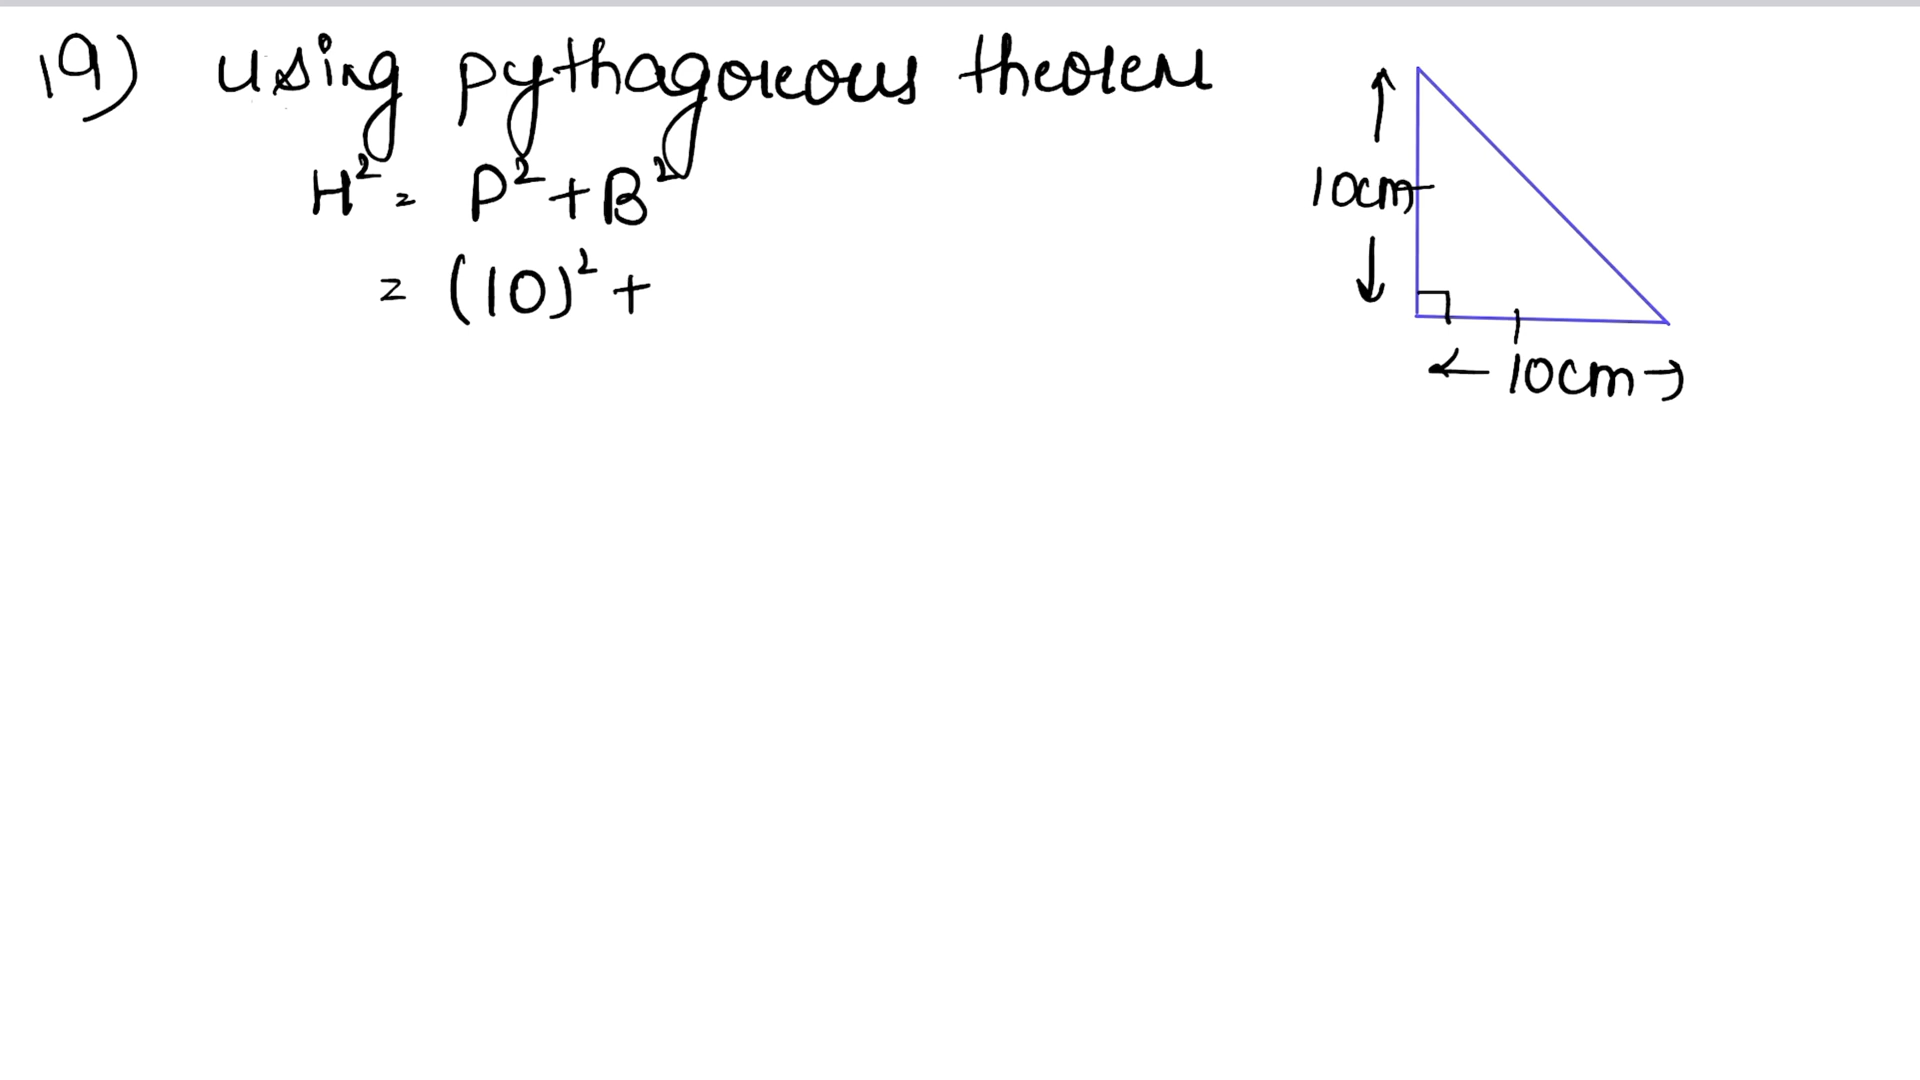 19) using pythagoreous theorem
H² = P² + B²
= (10)² +
10cm
10cm